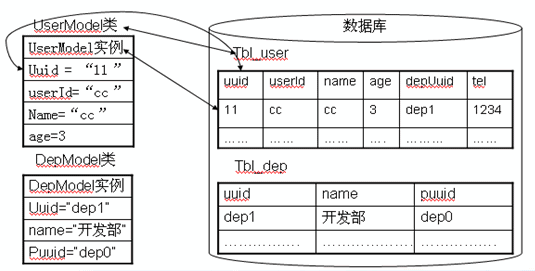 UserModel类
UserModel实例
Uuid = “11 ”
userId= “cc ”
Name= “cc ”
age=3
DepModel类
DepModel实例
Uuid="dep1"
name="开发部"
Puuid="dep0"
数据库
Tbl_user
uuid userId name age depUuid tel
11 cc cc 3 dep1 1234
…… …… …… …. …… ……
Tbl_dep
uuid name puuid
dep1 开发部 dep0
……………. ………………. …………….